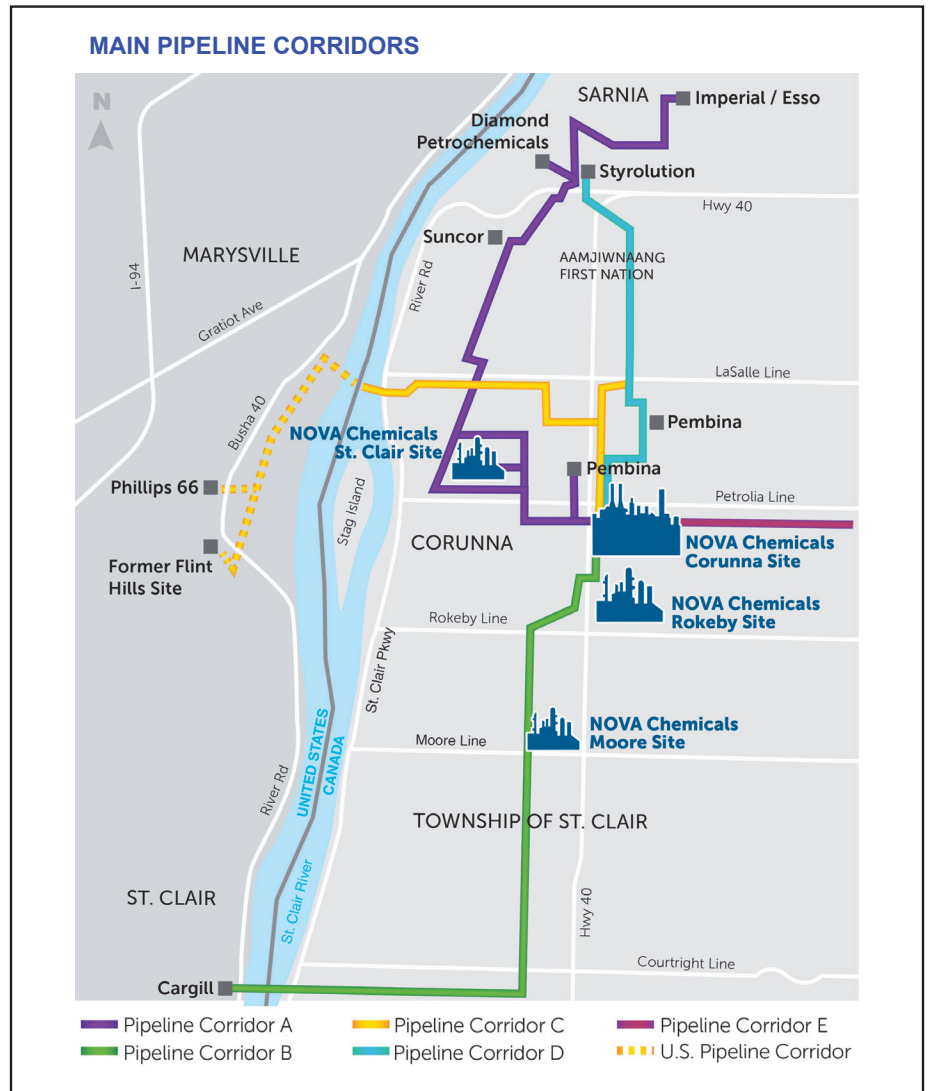 MAIN PIPELINE CORRIDORS
N
SARNIA
Imperial / Esso
Diamond
Petrochemicals
Styrolution
Hwy 40
Suncor
MARYSVILLE
AAMJIWNAANG
FIRST NATION
I-94
River Rd
Gratiot Ave
LaSalle Line
Busha 40
NOVA Chemicals
St. Clair Site
Pembina
Pembina
Phillips 66
Stag Island
Petrolia Line
CORUNNA
NOVA Chemicals
Corunna Site
Former Flint
Hills Site
NOVA Chemicals
Rokeby Site
Rokeby Line
St. Clair Pkwy
NOVA Chemicals
Moore Site
Moore Line
UNITED STATES
CANADA
River Rd
TOWNSHIP OF ST. CLAIR
ST. CLAIR
St. Clair River
Hwy 40
Courtright Line
Cargill
Pipeline Corridor A
Pipeline Corridor C
Pipeline Corridor E
Pipeline Corridor B
Pipeline Corridor D
U.S. Pipeline Corridor